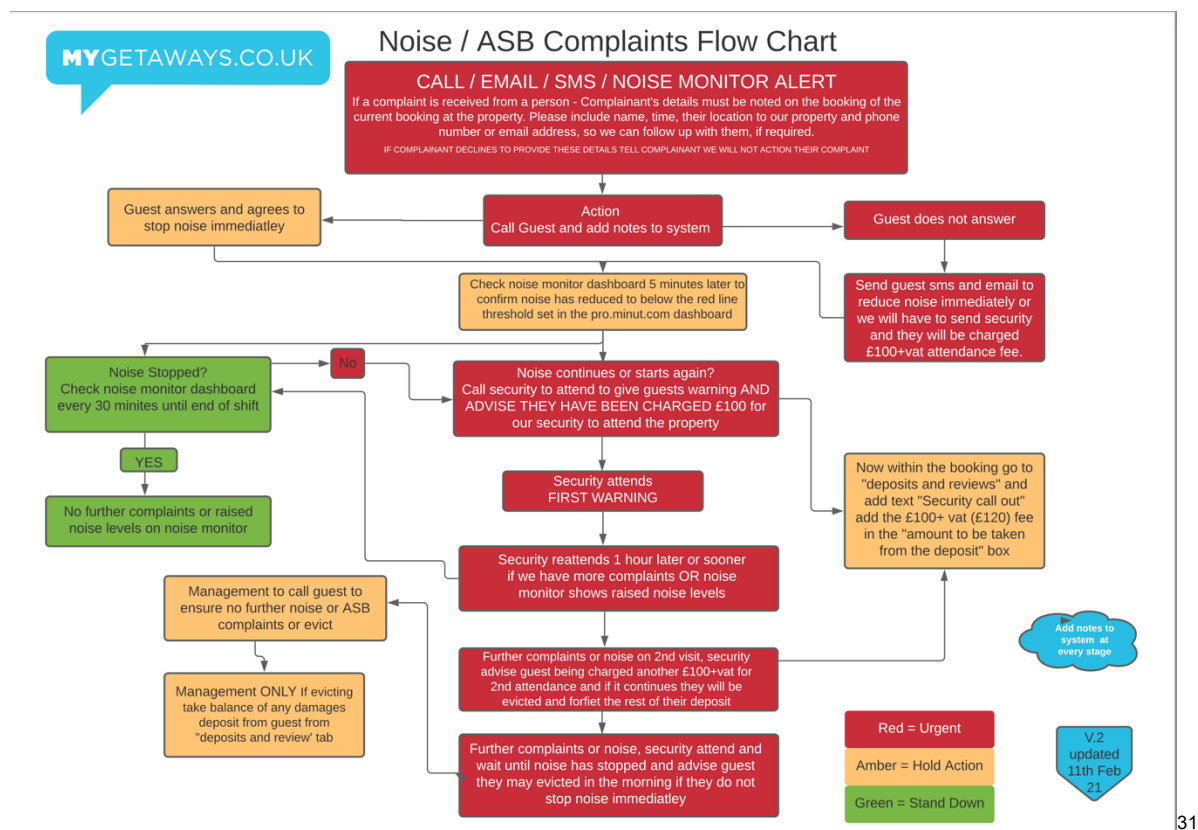 MYGETAWAYS.CO.UK
Noise / ASB Complaints Flow Chart
CALL / EMAIL / SMS / NOISE MONITOR ALERT
If a complaint is received from a person - Complainant's details must be noted on the booking of the
current booking at the property. Please include name, time, their location to our property and phone
number or email address, so we can follow up with them, if required.
IF COMPLAINANT DECLINES TO PROVIDE THESE DETAILS TELL COMPLAINANT WE WILL NOT ACTION THEIR COMPLAINT
Guest answers and agrees to
stop noise immediatley
Action
Call Guest and add notes to system
Guest does not answer
Check noise monitor dashboard 5 minutes later to
confirm noise has reduced to below the red line
threshold set in the pro.minut.com dashboard
Send guest sms and email to
reduce noise immediately or
we will have to send security
and they will be charged
£100+vat attendance fee.
Noise Stopped?
Check noise monitor dashboard
every 30 minites until end of shift
No
Noise continues or starts again?
Call security to attend to give guests warning AND
ADVISE THEY HAVE BEEN CHARGED £100 for
our security to attend the property
YES
No further complaints or raised
noise levels on noise monitor
Security attends
FIRST WARNING
Now within the booking go to
"deposits and reviews" and
add text "Security call out"
add the £100+ vat (£120) fee
in the "amount to be taken
from the deposit" box
Security reattends 1 hour later or sooner
if we have more complaints OR noise
monitor shows raised noise levels
Management to call guest to
ensure no further noise or ASB
complaints or evict
Further complaints or noise on 2nd visit, security
advise guest being charged another £100+vat for
2nd attendance and if it continues they will be
evicted and forfiet the rest of their deposit
Add notes to
system at
every stage
Management ONLY If evicting
take balance of any damages
deposit from guest from
"deposits and review' tab
Further complaints or noise, security attend and
wait until noise has stopped and advise guest
they may evicted in the morning if they do not
stop noise immediatley
Red = Urgent
Amber = Hold Action
Green = Stand Down
V.2
updated
11th Feb
21
31